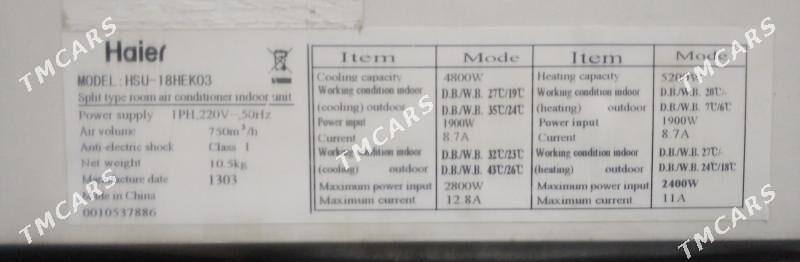 Haier
MODEL: HSU-18HEK03
Split type room air conditioner indoor unit
Power supply 1PH,220V~,50Hz
Air volume 750m³/h
Anti-electric shock Class I
Net weight 10.5kg
Manufacture date 1303
Made in China
0010537886
Item Mode Item Mode
Cooling capacity 4800W Heating capacity
Working condition indoor D.B./W.B. 27℃/19℃ Working condition indoor D.B./W.B. 20℃/-
(cooling) outdoor D.B./W.B. 35℃/24℃ (heating) outdoor D.B./W.B. 7℃/6℃
Power input 1900W Power input 1900W
Current 8.7A Current 8.7A
Working condition indoor D.B./W.B. 32℃/23℃ Working condition indoor D.B./W.B. 27℃/-
(cooling) outdoor D.B./W.B. 43℃/26℃ (heating) outdoor D.B./W.B. 24℃/18℃
Maximum power input 2800W Maximum power input 2400W
Maximum current 12.8A Maximum current 11A
TMCARS
TMCARS
TMCARS
TMCARS
TMCARS